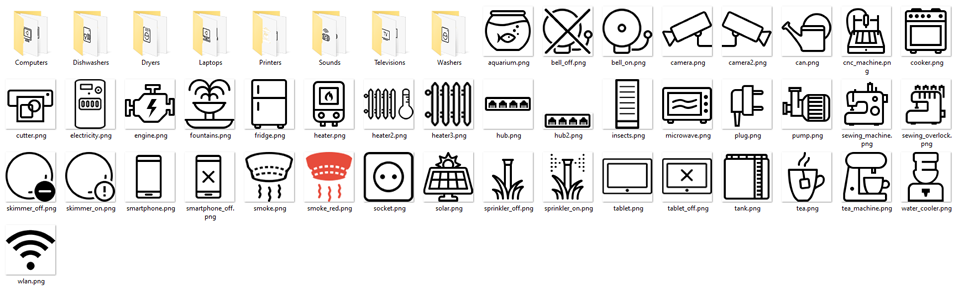 Computers
Dishwashers
Dryers
Laptops
Printers
Sounds
Televisions
Washers
aquarium.png
bell_off.png
bell_on.png
camera.png
camera2.png
can.png
cnc_machine.pn
g
cooker.png
cutter.png
electricity.png
engine.png
fountains.png
fridge.png
heater.png
heater2.png
heater3.png
hub.png
hub2.png
insects.png
microwave.png
plug.png
pump.png
sewing_machine.
png
sewing_overlock.
png
skimmer_off.png
skimmer_on.png
smartphone.png
smartphone_off.
png
smoke.png
smoke_red.png
socket.png
solar.png
sprinkler_off.png
sprinkler_on.png
tablet.png
tablet_off.png
tank.png
tea.png
tea_machine.png
water_cooler.png
wlan.png